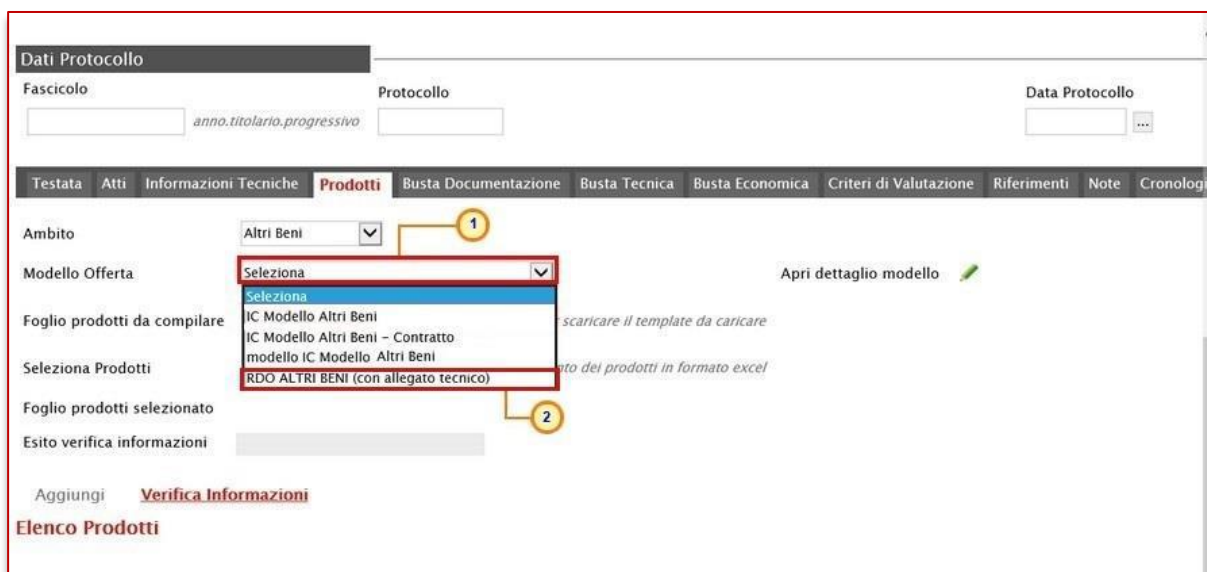 Dati Protocollo
Fascicolo Protocollo Data Protocollo
anno.titolario.progressivo ...
Testata Atti Informazioni Tecniche Prodotti Busta Documentazione Busta Tecnica Busta Economica Criteri di Valutazione Riferimenti Note Cronologi
Ambito Altri Beni 1
Modello Offerta Seleziona Apri dettaglio modello
Seleziona
Foglio prodotti da compilare IC Modello Altri Beni scaricare il template da caricare
IC Modello Altri Beni – Contratto
modello IC Modello Altri Beni
Seleziona Prodotti dei prodotti in formato excel
RDO ALTRI BENI (con allegato tecnico)
Foglio prodotti selezionato 2
Esito verifica informazioni
Aggiungi Verifica Informazioni
Elenco Prodotti